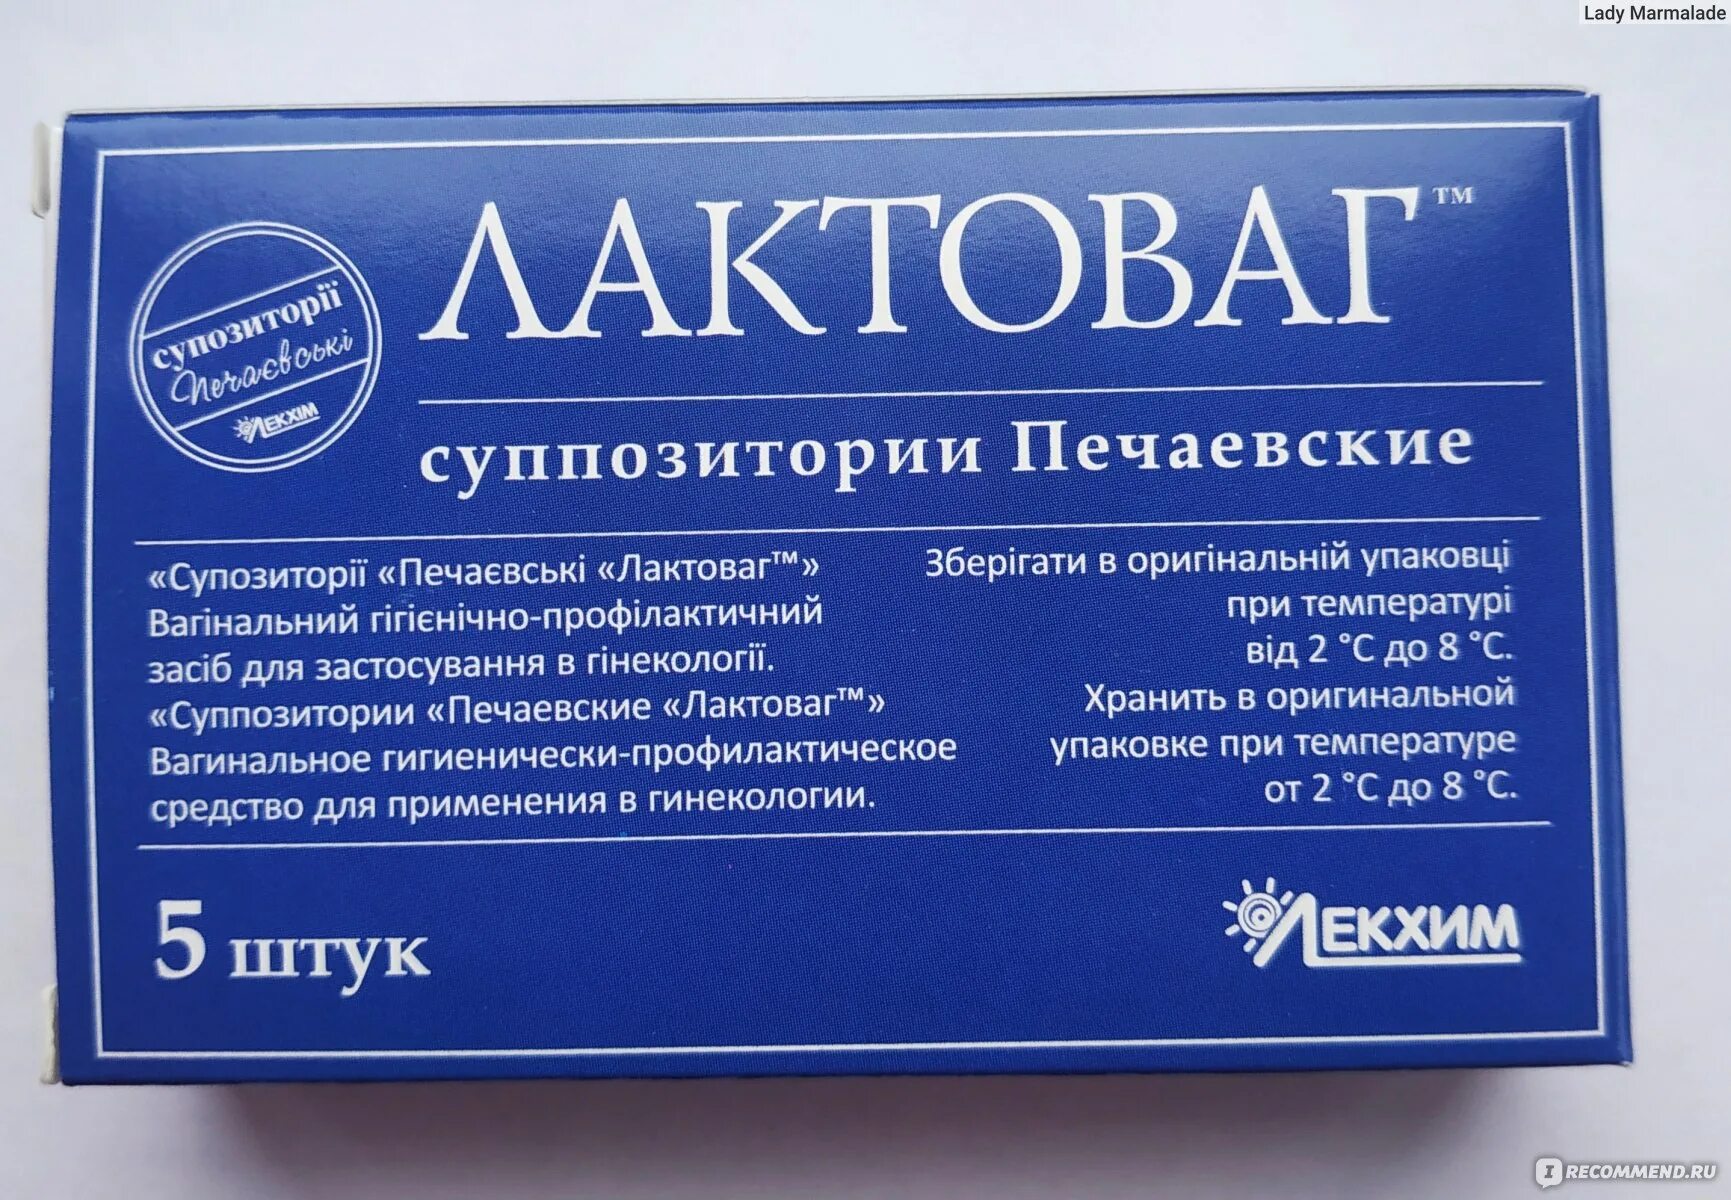 Lady Marmalade
ЛАКТОВАГ™
супозиторії
Печаєвські
ЛЕКХІМ
суппозитории Печаевские
«Супозиторії «Печаєвські «Лактоваг™»
Вагінальний гігієнічно-профілактичний
засіб для застосування в гінекології.
«Суппозитории «Печаевские «Лактоваг™»
Вагинальное гигиенически-профилактическое
средство для применения в гинекологии.
Зберігати в оригінальній упаковці
при температурі
від 2 °C до 8 °C.
Хранить в оригинальной
упаковке при температуре
от 2 °C до 8 °C.
5 штук
ЛЕКХИМ
IRECOMMEND.RU